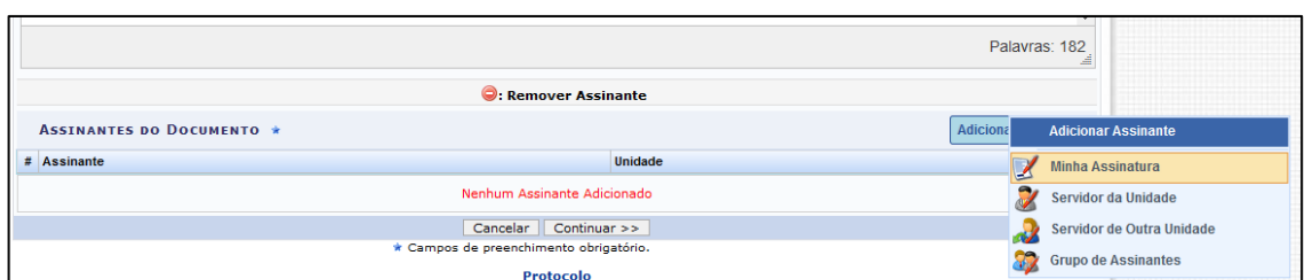 Palavras: 182
: Remover Assinante
ASSINANTES DO DOCUMENTO
Adiciona
Adicionar Assinante
# Assinante Unidade
Minha Assinatura
Nenhum Assinante Adicionado
Servidor da Unidade
Cancelar Continuar >>
Servidor de Outra Unidade
Campos de preenchimento obrigatório.
Grupo de Assinantes
Protocolo